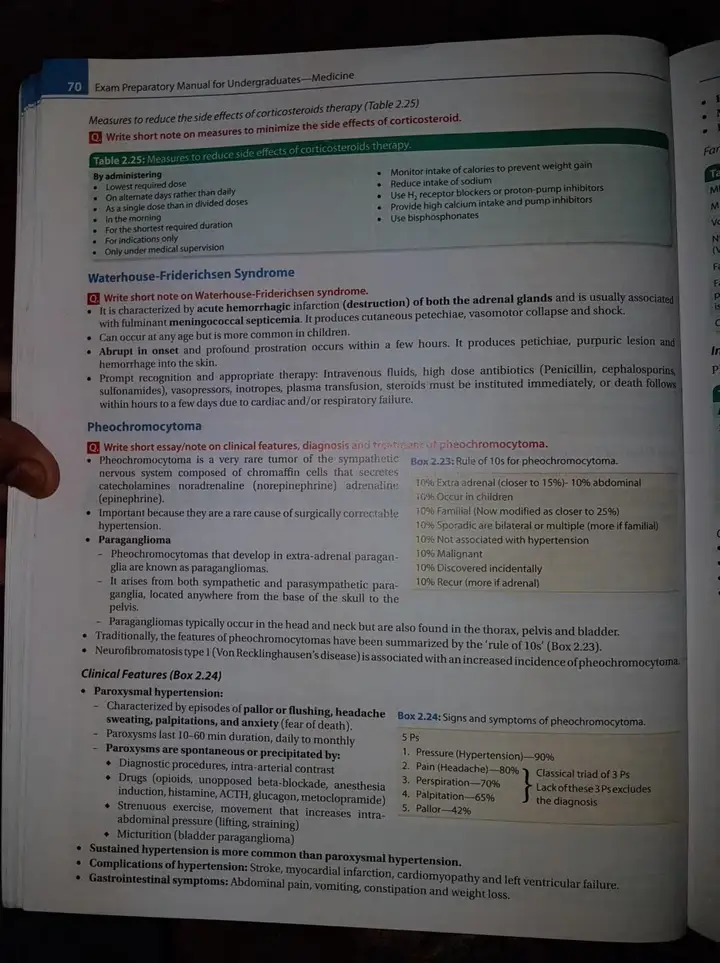 70 Exam Preparatory Manual for Undergraduates—Medicine
Measures to reduce the side effects of corticosteroids therapy (Table 2.25)
Q. Write short note on measures to minimize the side effects of corticosteroid.
Table 2.25: Measures to reduce side effects of corticosteroids therapy.
By administering
• Lowest required dose
• On alternate days rather than daily
• As a single dose than in divided doses
• In the morning
• For the shortest required duration
• For indications only
• Only under medical supervision
• Monitor intake of calories to prevent weight gain
• Reduce intake of sodium
• Use H₂ receptor blockers or proton-pump inhibitors
• Provide high calcium intake and pump inhibitors
• Use bisphosphonates
Waterhouse-Friderichsen Syndrome
Q. Write short note on Waterhouse-Friderichsen syndrome.
• It is characterized by acute hemorrhagic infarction (destruction) of both the adrenal glands and is usually associated
with fulminant meningococcal septicemia. It produces cutaneous petechiae, vasomotor collapse and shock.
• Can occur at any age but is more common in children.
• Abrupt in onset and profound prostration occurs within a few hours. It produces petichiae, purpuric lesion and
hemorrhage into the skin.
• Prompt recognition and appropriate therapy: Intravenous fluids, high dose antibiotics (Penicillin, cephalosporins,
sulfonamides), vasopressors, inotropes, plasma transfusion, steroids must be instituted immediately, or death follows
within hours to a few days due to cardiac and/or respiratory failure.
Pheochromocytoma
Q. Write short essay/note on clinical features, diagnosis and treatment of pheochromocytoma.
• Pheochromocytoma is a very rare tumor of the sympathetic
nervous system composed of chromaffin cells that secretes
catecholamines noradrenaline (norepinephrine) adrenaline
(epinephrine).
• Important because they are a rare cause of surgically correctable
hypertension.
• Paraganglioma
– Pheochromocytomas that develop in extra-adrenal paragan-
glia are known as paragangliomas.
– It arises from both sympathetic and parasympathetic para-
ganglia, located anywhere from the base of the skull to the
pelvis.
– Paragangliomas typically occur in the head and neck but are also found in the thorax, pelvis and bladder.
Box 2.23: Rule of 10s for pheochromocytoma.
10% Extra adrenal (closer to 15%)- 10% abdominal
10% Occur in children
10% Familial (Now modified as closer to 25%)
10% Sporadic are bilateral or multiple (more if familial)
10% Not associated with hypertension
10% Malignant
10% Discovered incidentally
10% Recur (more if adrenal)
• Traditionally, the features of pheochromocytomas have been summarized by the ‘rule of 10s’ (Box 2.23).
• Neurofibromatosis type 1 (Von Recklinghausen’s disease) is associated with an increased incidence of pheochromocytoma.
Clinical Features (Box 2.24)
• Paroxysmal hypertension:
– Characterized by episodes of pallor or flushing, headache
sweating, palpitations, and anxiety (fear of death).
– Paroxysms last 10–60 min duration, daily to monthly
– Paroxysms are spontaneous or precipitated by:
◆ Diagnostic procedures, intra-arterial contrast
◆ Drugs (opioids, unopposed beta-blockade, anesthesia
induction, histamine, ACTH, glucagon, metoclopramide)
◆ Strenuous exercise, movement that increases intra-
abdominal pressure (lifting, straining)
◆ Micturition (bladder paraganglioma)
Box 2.24: Signs and symptoms of pheochromocytoma.
5 Ps
1. Pressure (Hypertension)—90%
2. Pain (Headache)—80%
3. Perspiration—70%
4. Palpitation—65%
5. Pallor—42%
Classical triad of 3 Ps
Lack of these 3 Ps excludes
the diagnosis
• Sustained hypertension is more common than paroxysmal hypertension.
• Complications of hypertension: Stroke, myocardial infarction, cardiomyopathy and left ventricular failure.
• Gastrointestinal symptoms: Abdominal pain, vomiting, constipation and weight loss.